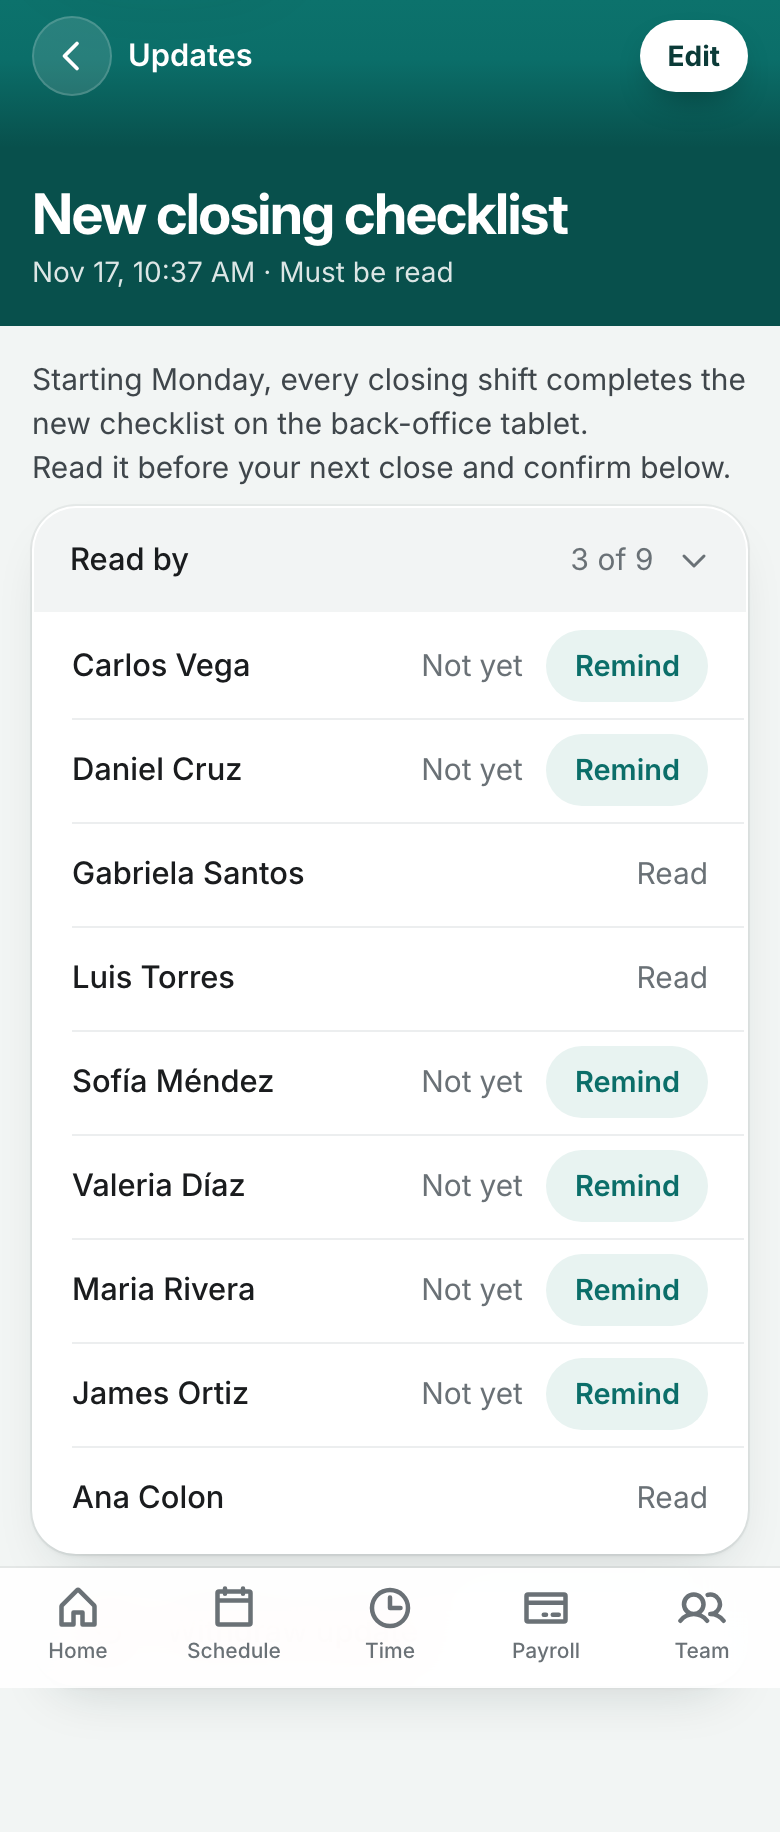 Updates
Edit
New closing checklist
Nov 17, 10:37 AM · Must be read
Starting Monday, every closing shift completes the
new checklist on the back-office tablet.
Read it before your next close and confirm below.
Read by 3 of 9
Carlos Vega Not yet Remind
Daniel Cruz Not yet Remind
Gabriela Santos Read
Luis Torres Read
Sofía Méndez Not yet Remind
Valeria Díaz Not yet Remind
Maria Rivera Not yet Remind
James Ortiz Not yet Remind
Ana Colon Read
Home Schedule Time Payroll Team